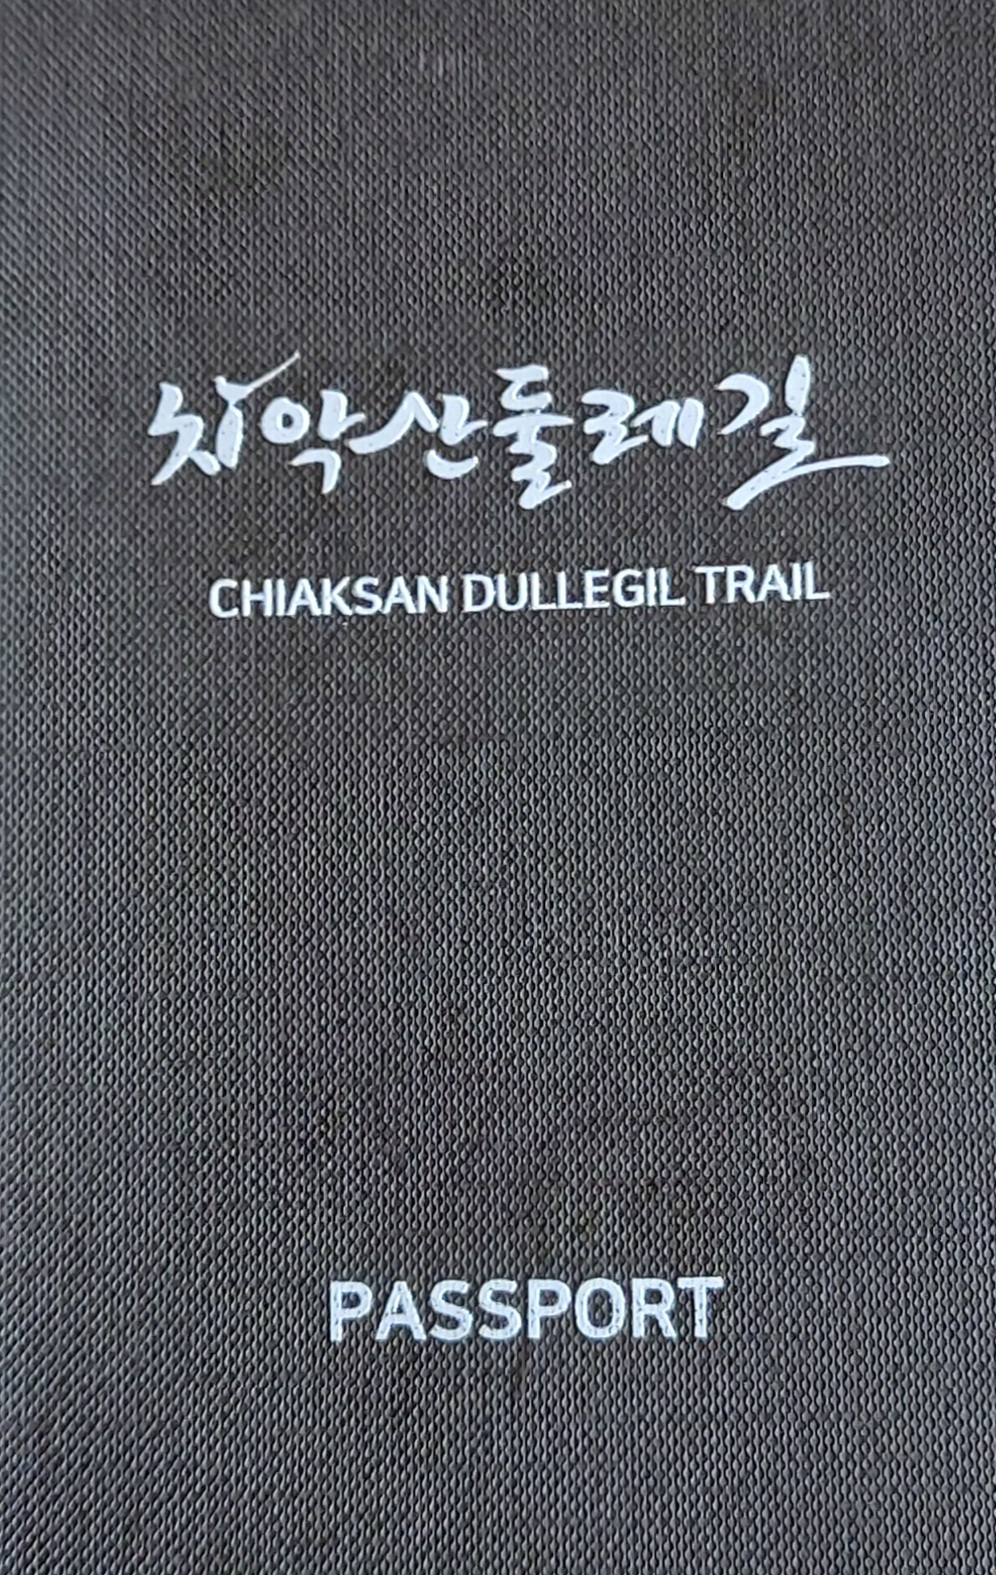 치악산둘레길
CHIAKSAN DULLEGIL TRAIL
PASSPORT